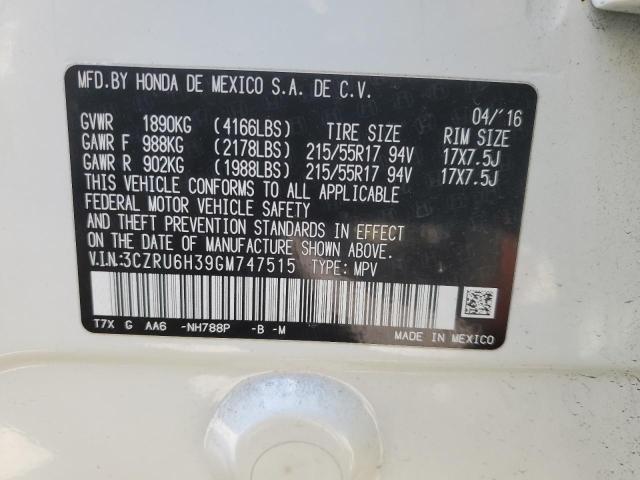 MFD.BY HONDA DE MEXICO S.A. DE C.V.
04/'16
GVWR 1890KG (4166LBS) TIRE SIZE RIM SIZE
GAWR F 988KG (2178LBS) 215/55R17 94V 17X7.5J
GAWR R 902KG (1988LBS) 215/55R17 94V 17X7.5J
THIS VEHICLE CONFORMS TO ALL APPLICABLE
FEDERAL MOTOR VEHICLE SAFETY
AND THEFT PREVENTION STANDARDS IN EFFECT
ON THE DATE OF MANUFACTURE SHOWN ABOVE.
V.I.N:3CZRU6H39GM747515 TYPE: MPV
T7X G AA6 -NH788P -B -M
MADE IN MEXICO